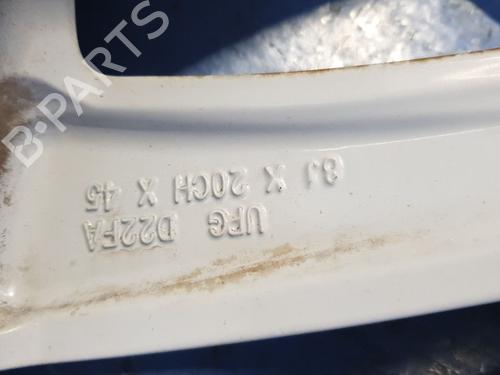 8J X 20CH X 45
UFG D22FA
B-PARTS